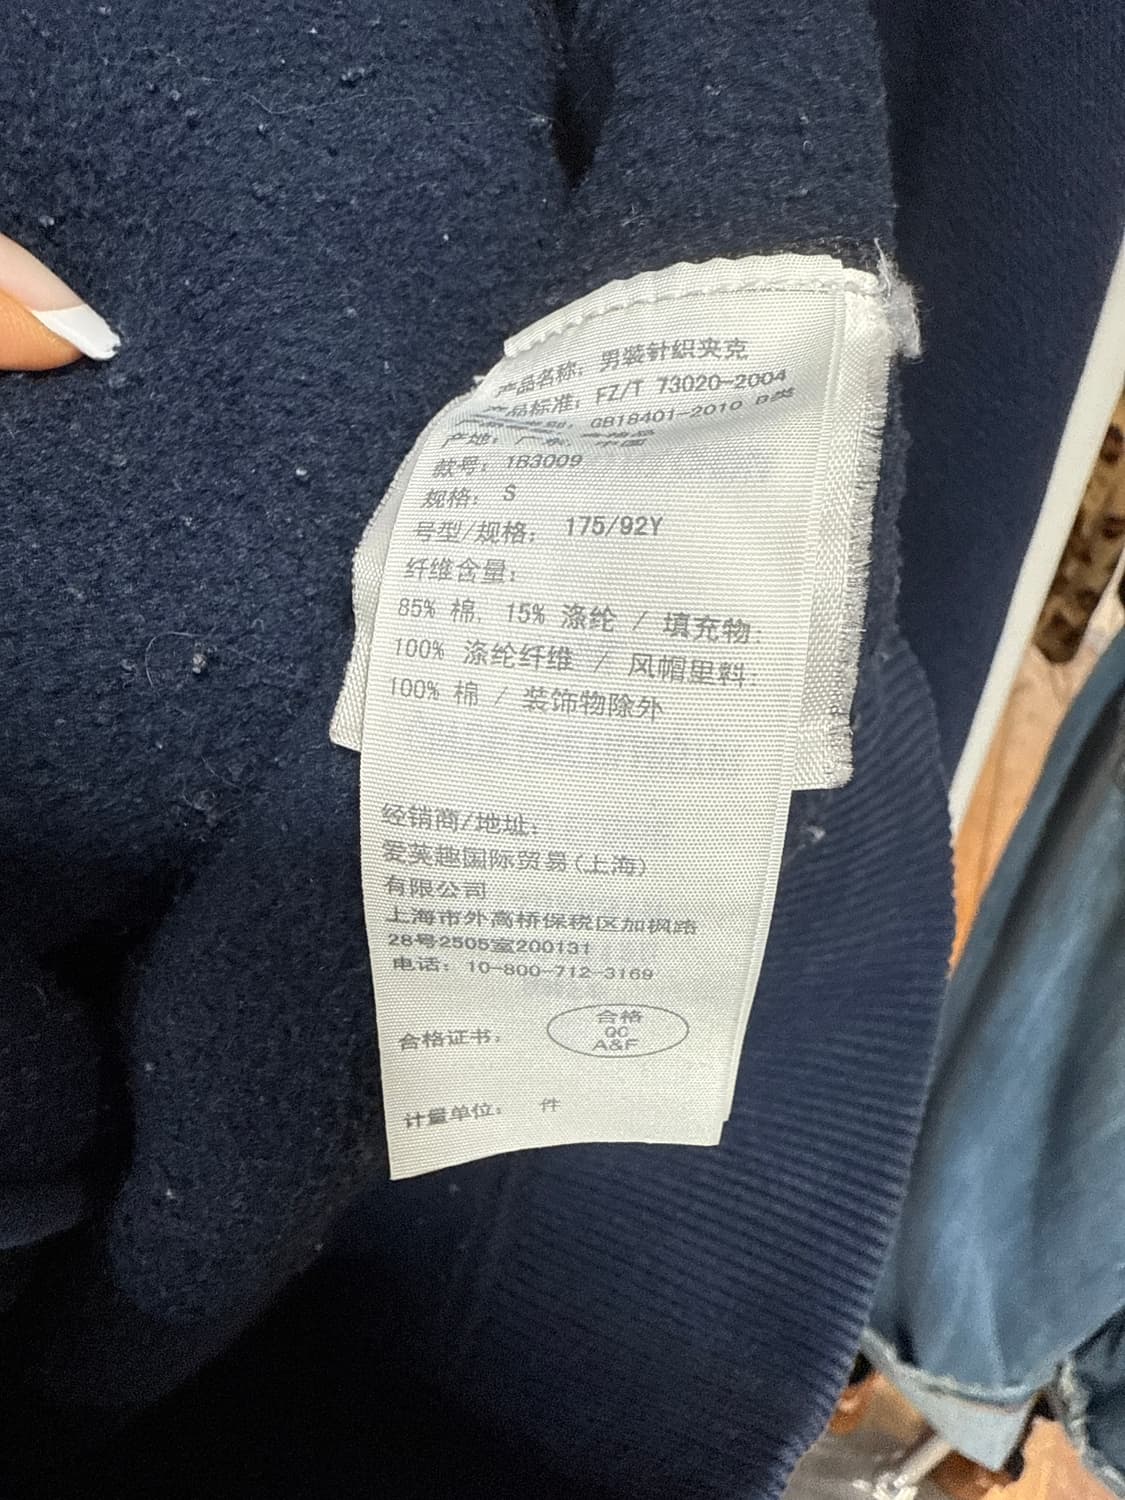 产品名称: 男装针织夹克
产品标准: FZ/T 73020-2004
GB18401-2010 B类
产地: 广东 中国
款号: 1B3009
规格: S
号型/规格: 175/92Y
纤维含量:
85% 棉, 15% 涤纶 / 填充物:
100% 涤纶纤维 / 风帽里料:
100% 棉 / 装饰物除外
经销商/地址:
爱芙趣国际贸易(上海)
有限公司
上海市外高桥保税区加枫路
28号2505室200131
电话: 10-800-712-3169
合格证书:
合格
QC
A&F
计量单位: 件